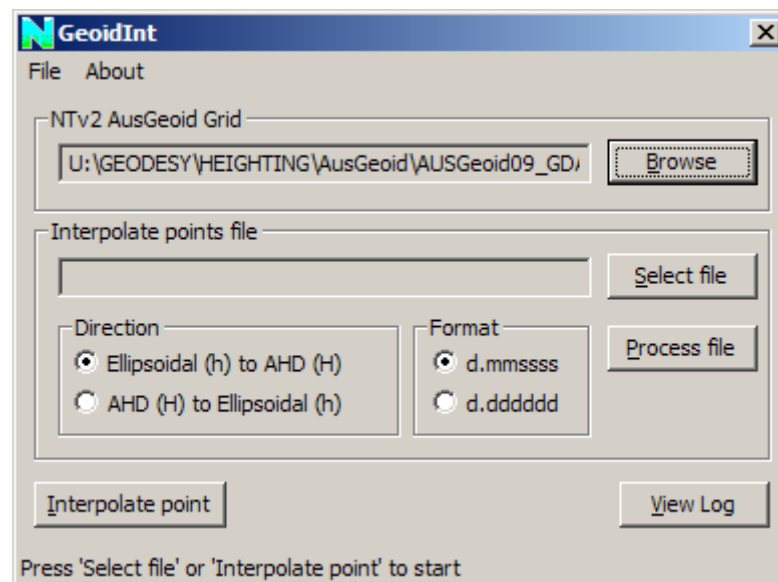 GeoidInt
File About
NTv2 AusGeoid Grid
U:\GEODESY\HEIGHTING\AusGeoid\AUSGeoid09_GDA
Browse
Interpolate points file
Select file
Direction
Format
Process file
Ellipsoidal (h) to AHD (H)
d.mmssss
AHD (H) to Ellipsoidal (h)
d.dddddd
Interpolate point
View Log
Press 'Select file' or 'Interpolate point' to start